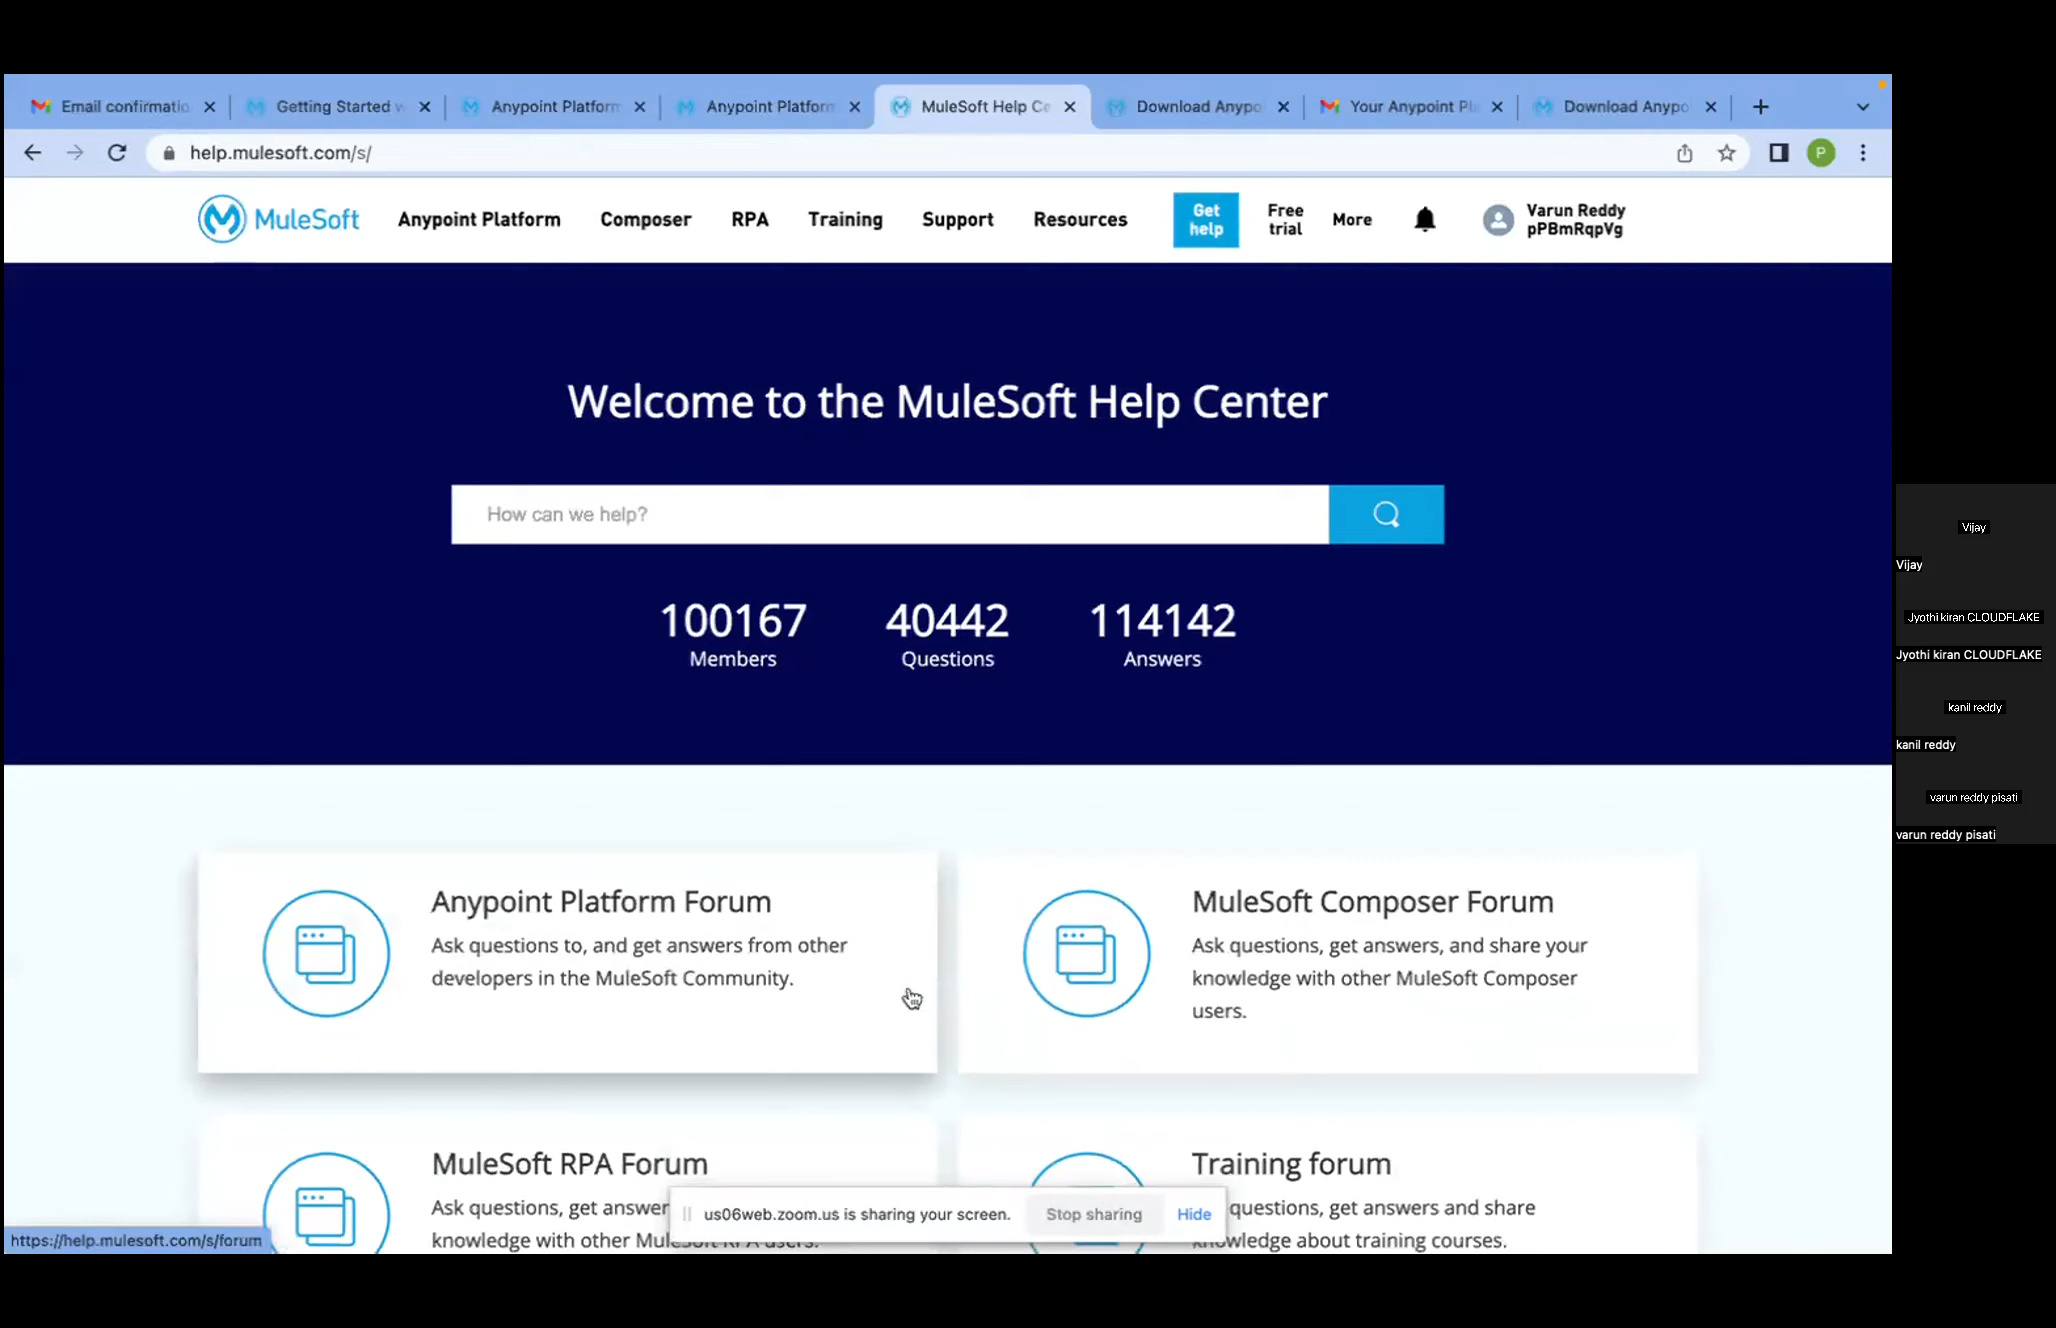 Email confirmatio
Getting Started w
Anypoint Platform
Anypoint Platform
MuleSoft Help Ce
Download Anypo
Your Anypoint Pla
Download Anypo
help.mulesoft.com/s/
P
MuleSoft
Anypoint Platform
Composer
RPA
Training
Support
Resources
Get help
Free trial
More
Varun Reddy
pPBmRqpVg
Welcome to the MuleSoft Help Center
How can we help?
100167
Members
40442
Questions
114142
Answers
Anypoint Platform Forum
Ask questions to, and get answers from other
developers in the MuleSoft Community.
MuleSoft Composer Forum
Ask questions, get answers, and share your
knowledge with other MuleSoft Composer
users.
MuleSoft RPA Forum
Ask questions, get answer
knowledge with other MuleSoft RPA users.
Training forum
questions, get answers and share
knowledge about training courses.
us06web.zoom.us is sharing your screen.
Stop sharing
Hide
https://help.mulesoft.com/s/forum
Vijay
Vijay
Jyothi kiran CLOUDFLAKE
Jyothi kiran CLOUDFLAKE
kanil reddy
kanil reddy
varun reddy pisati
varun reddy pisati